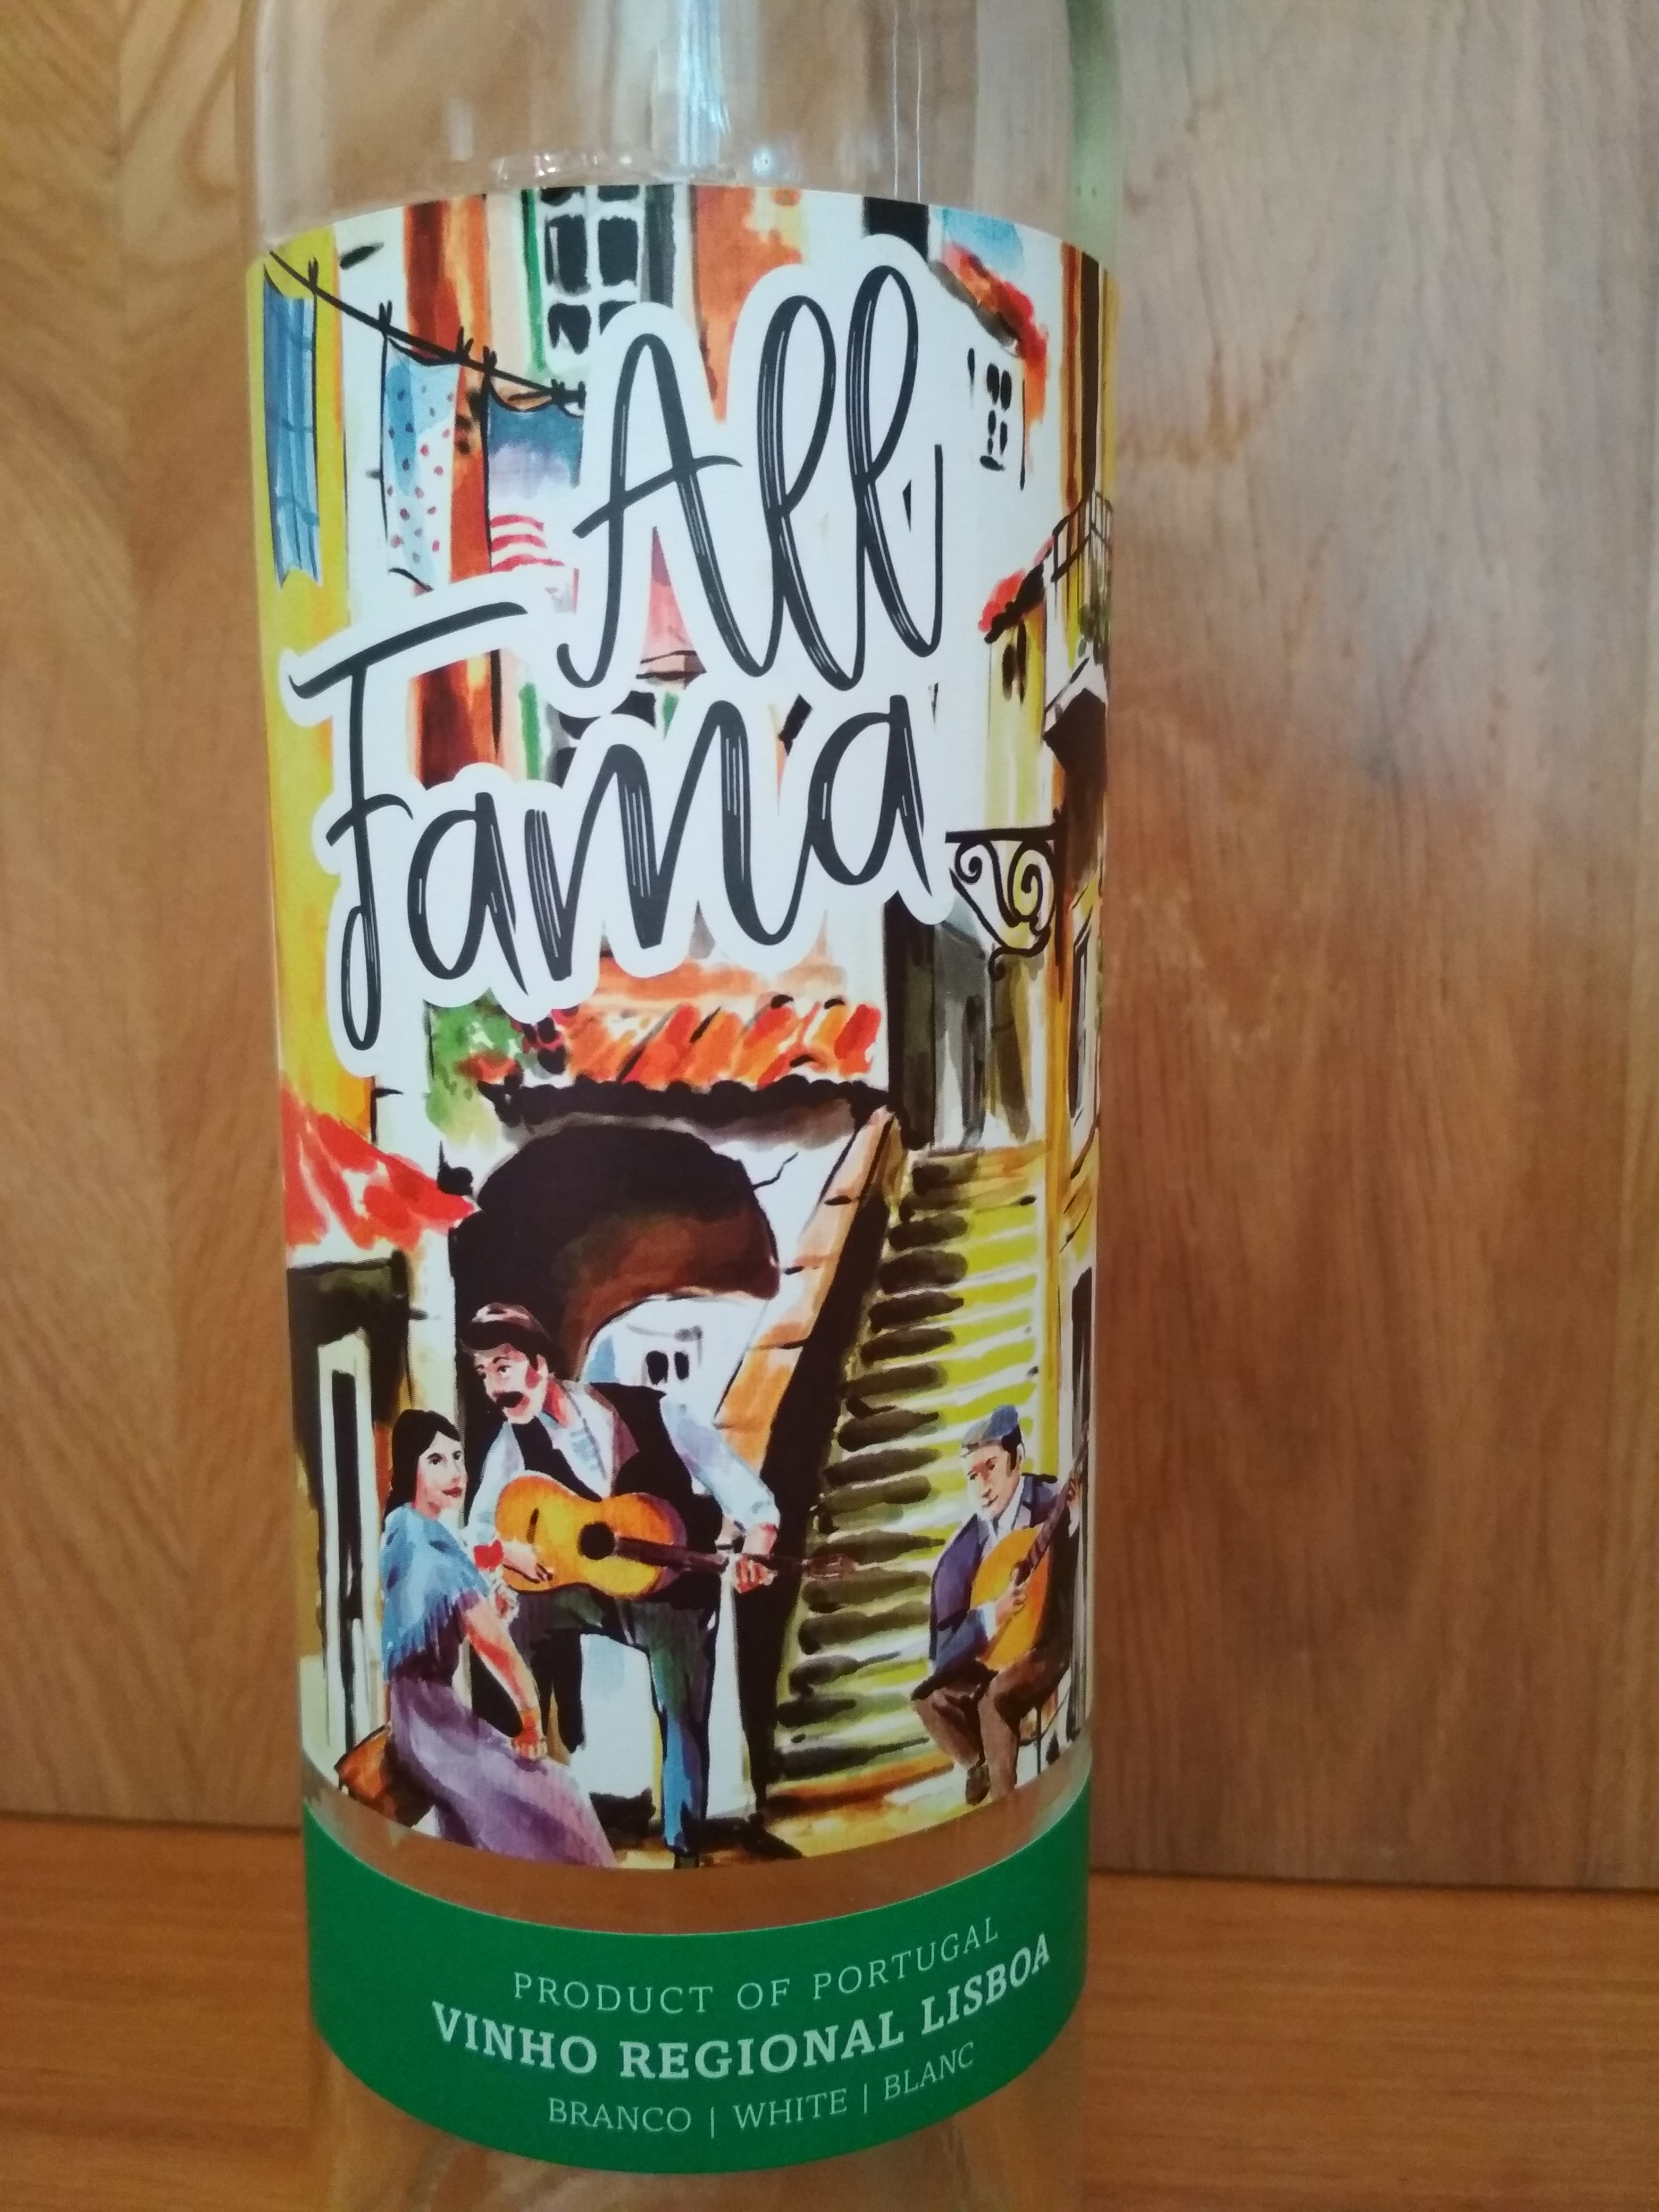 All
Fama
PRODUCT OF PORTUGAL
VINHO REGIONAL LISBOA
BRANCO | WHITE | BLANC